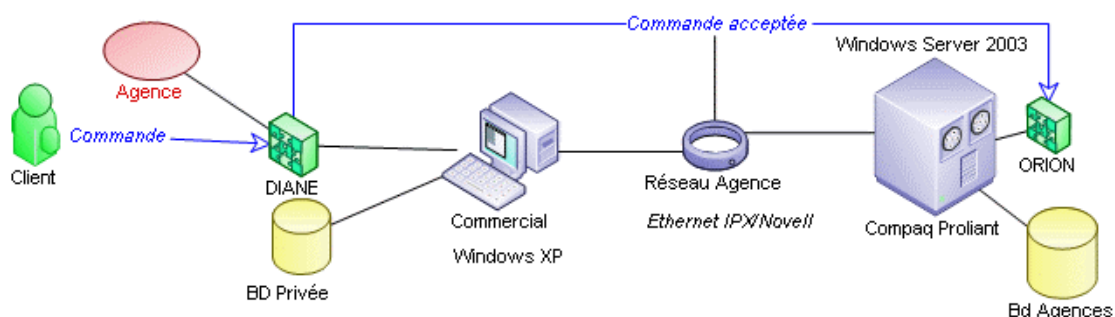 Commande acceptée
Windows Server 2003
Agence
Commande
Client
DIANE
ORION
Réseau Agence
Commercial
Ethernet IPX/Novell
Compaq Proliant
Windows XP
BD Privée
Bd Agences